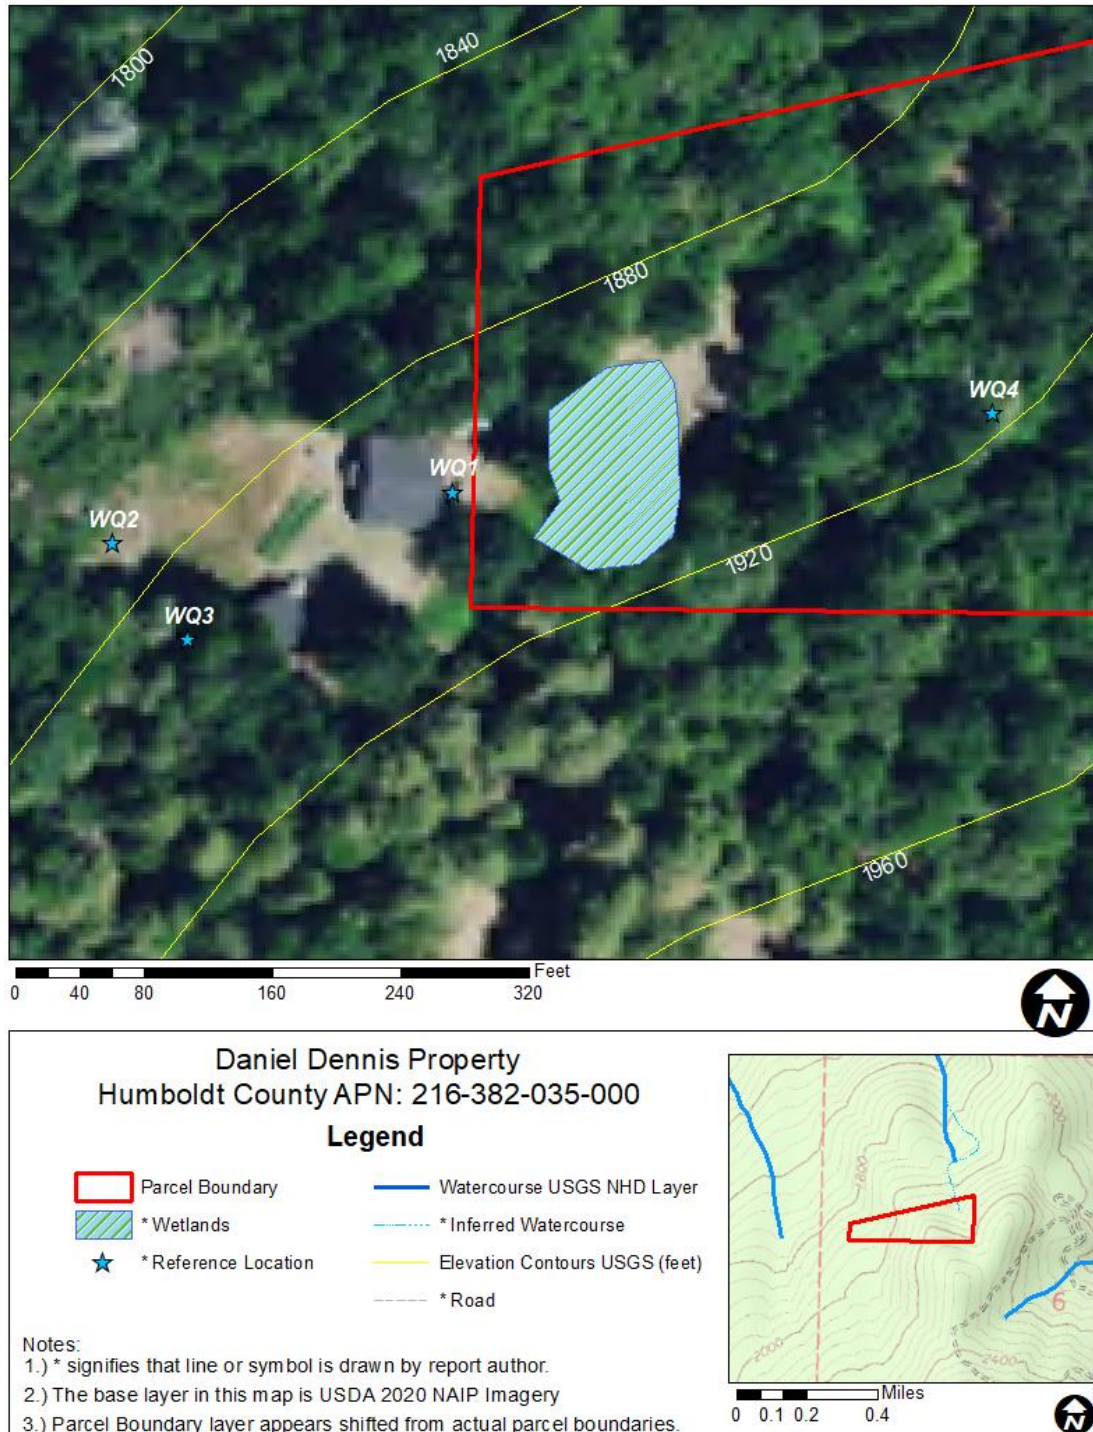 1800
1840
1880
WQ4
WQ1
WQ2
1920
WQ3
1960
Feet
0 40 80 160 240 320
N
Daniel Dennis Property
Humboldt County APN: 216-382-035-000
Legend
Parcel Boundary
* Wetlands
* Reference Location
Watercourse USGS NHD Layer
* Inferred Watercourse
Elevation Contours USGS (feet)
* Road
Notes:
1.) * signifies that line or symbol is drawn by report author.
2.) The base layer in this map is USDA 2020 NAIP Imagery
3.) Parcel Boundary layer appears shifted from actual parcel boundaries.
2000
1800
6
2000
2400
Miles
0 0.1 0.2 0.4
N